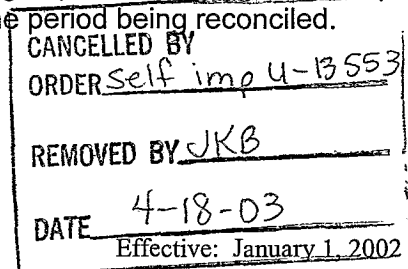 e period being reconciled.
CANCELLED BY
ORDER Self imp U-13553
REMOVED BY JKB
DATE 4-18-03
Effective: January 1, 2002